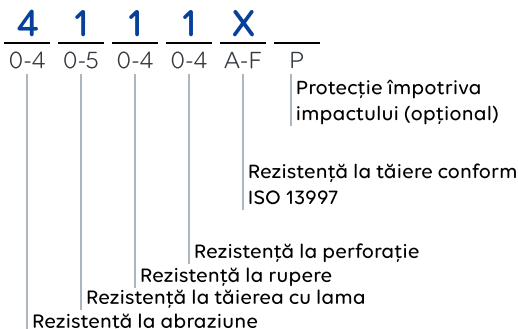 4 1 1 1 X
0-4 0-5 0-4 0-4 A-F P
Protecție împotriva
impactului (opțional)
Rezistență la tăiere conform
ISO 13997
Rezistență la perforație
Rezistență la rupere
Rezistență la tăierea cu lama
Rezistență la abraziune